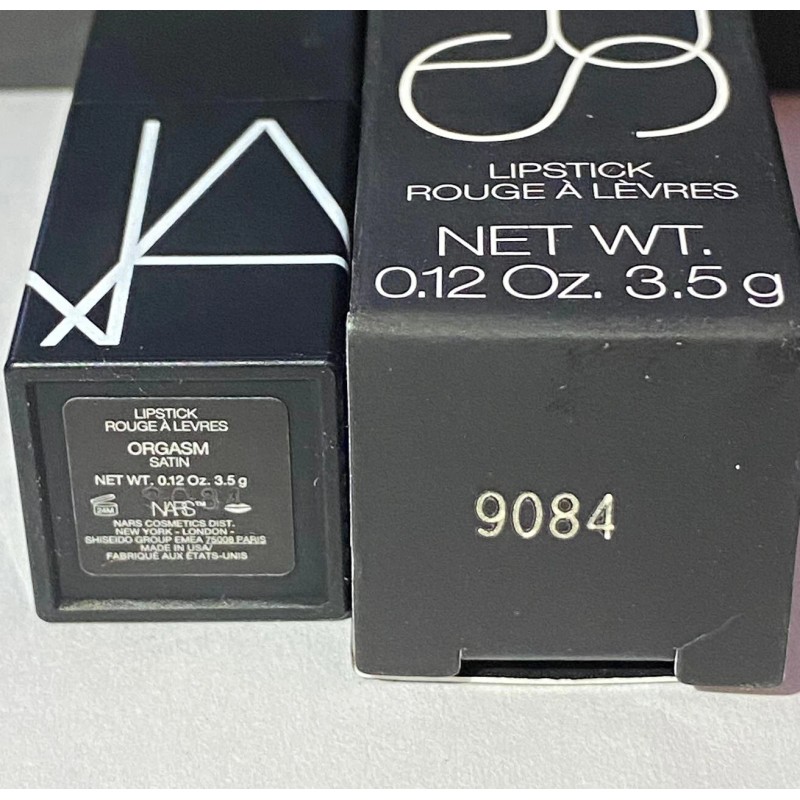 LIPSTICK
ROUGE À LÈVRES
NET WT.
0.12 Oz. 3.5 g
9084
LIPSTICK
ROUGE À LEVRES
ORGASM
SATIN
NET WT. 0.12 Oz. 3.5 g
24M
NARS™
NARS COSMETICS DIST.
NEW YORK - LONDON -
SHISEIDO GROUP EMEA 75008 PARIS
MADE IN USA/
FABRIQUÉ AUX ÉTATS-UNIS